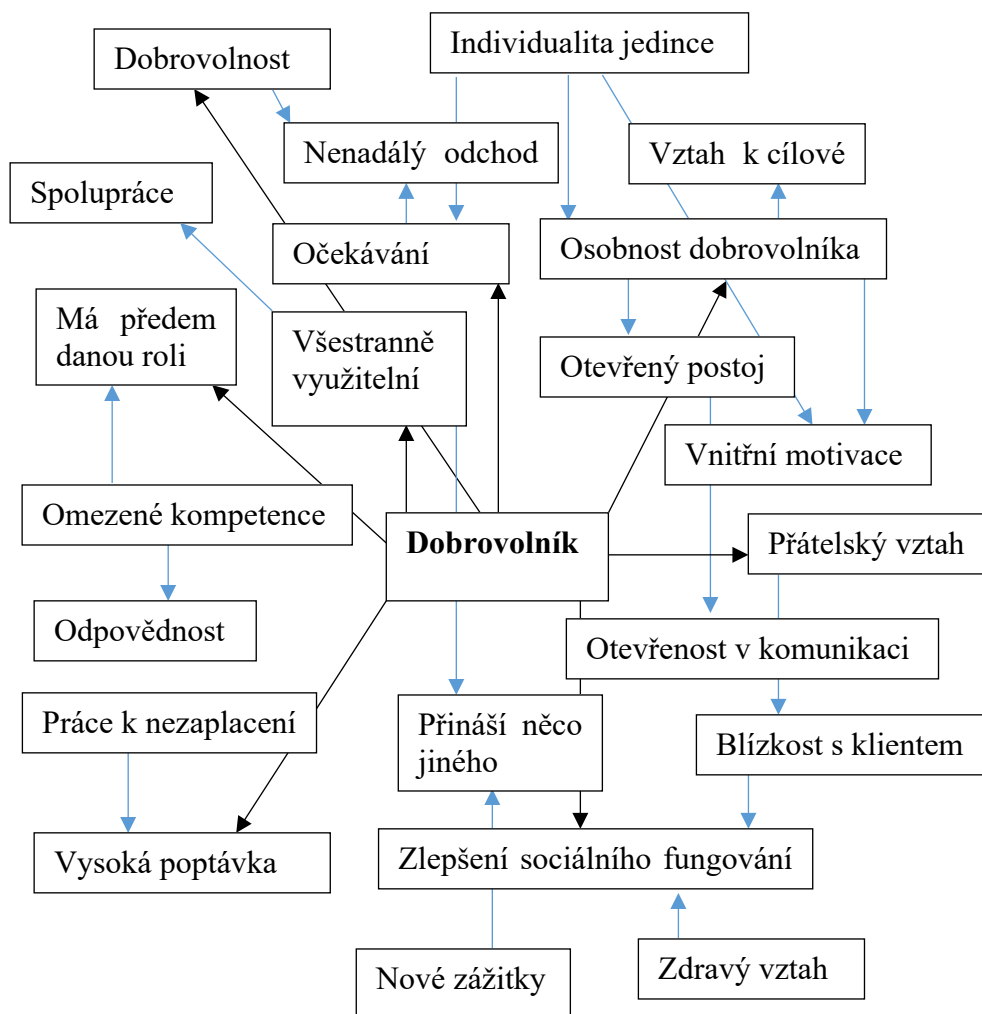 Individualita jedince
Dobrovolnost
Nenadálý odchod
Vztah k cílové
Spolupráce
Očekávání
Osobnost dobrovolníka
Má předem
danou roli
Všestranně
využitelní
Otevřený postoj
Vnitřní motivace
Omezené kompetence
Dobrovolník
Přátelský vztah
Odpovědnost
Otevřenost v komunikaci
Práce k nezaplacení
Přináší něco
jiného
Blízkost s klientem
Vysoká poptávka
Zlepšení sociálního fungování
Nové zážitky
Zdravý vztah